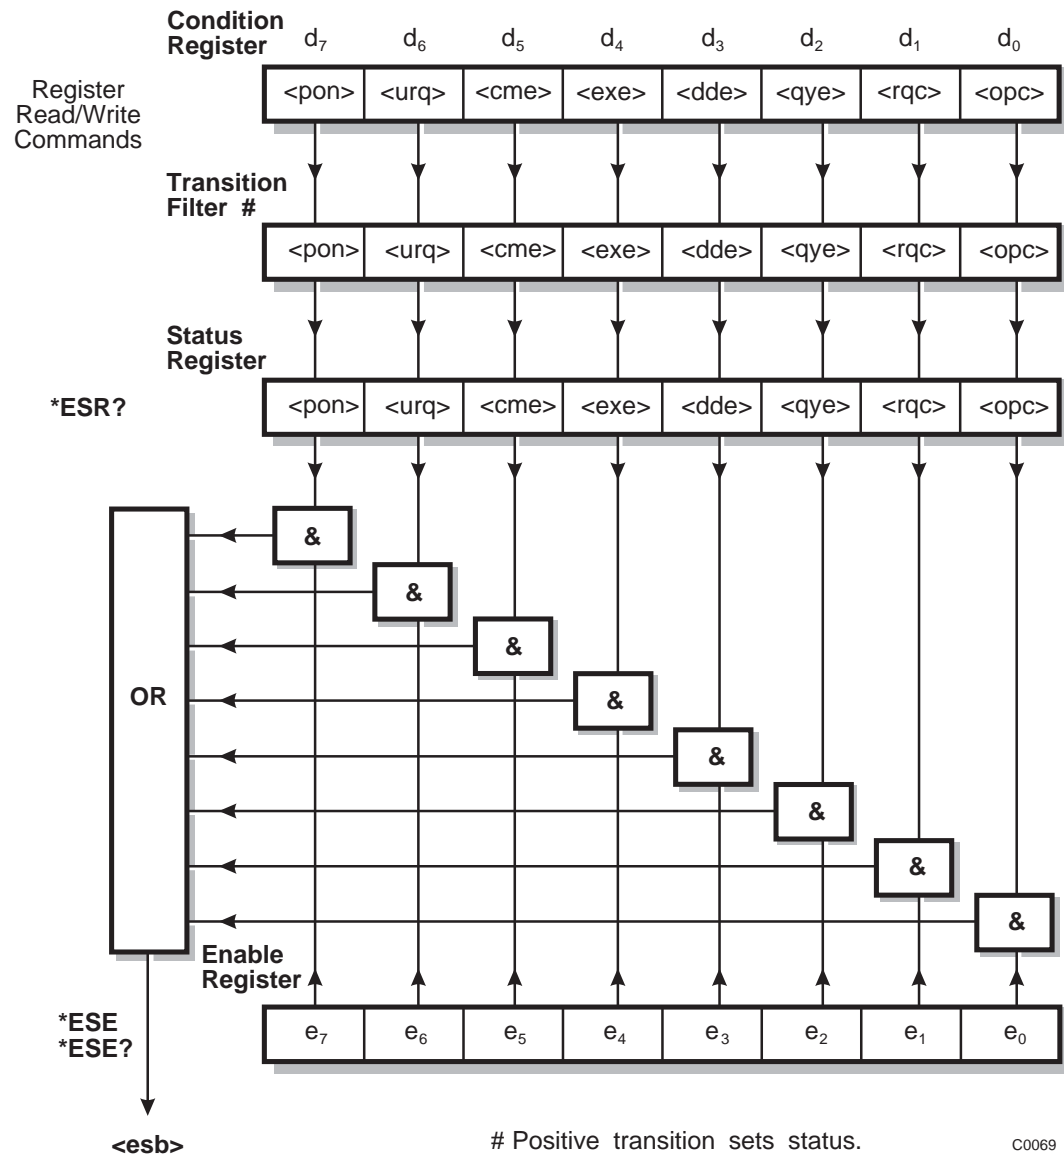 Condition
Register
d7 d6 d5 d4 d3 d2 d1 d0
Register
Read/Write
Commands
<pon> <urq> <cme> <exe> <dde> <qye> <rqc> <opc>
Transition
Filter #
<pon> <urq> <cme> <exe> <dde> <qye> <rqc> <opc>
Status
Register
*ESR?
<pon> <urq> <cme> <exe> <dde> <qye> <rqc> <opc>
&
&
&
&
&
&
&
&
OR
Enable
Register
*ESE
*ESE?
e7 e6 e5 e4 e3 e2 e1 e0
<esb>
# Positive transition sets status.
C0069